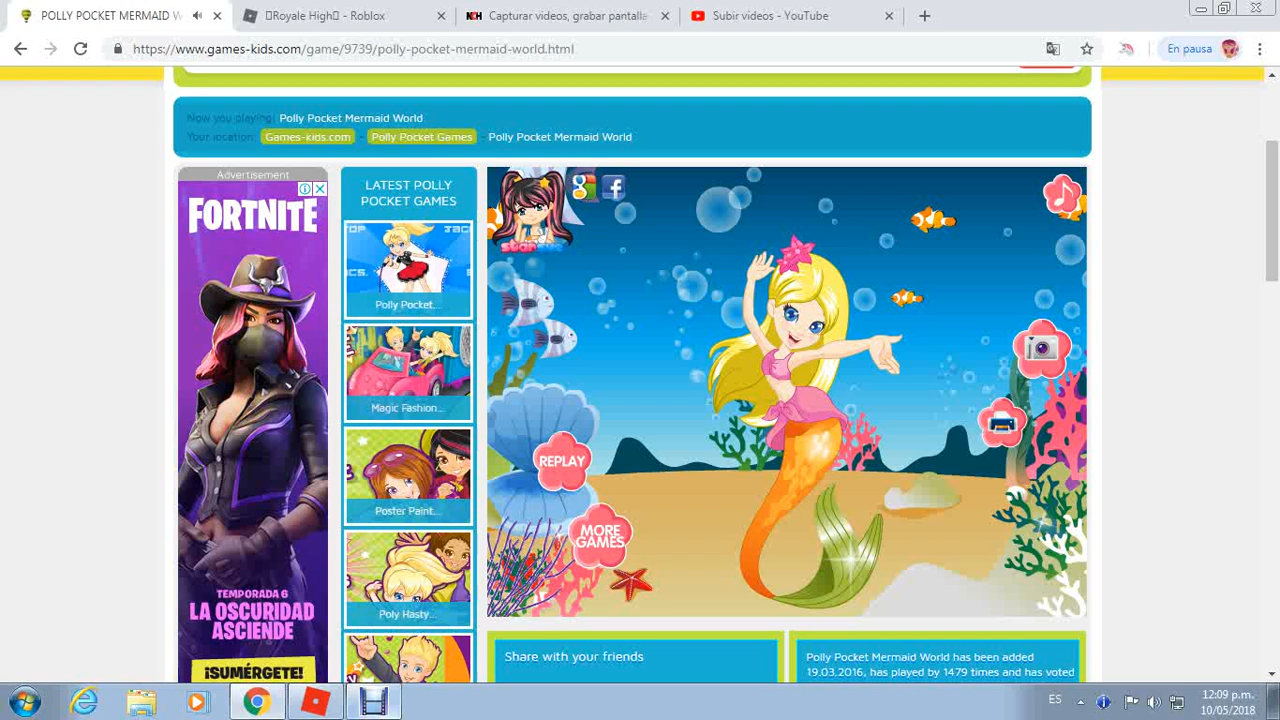 POLLY POCKET MERMAID W
Royale High - Roblox
NCH Capturar videos, grabar pantalla
Subir videos - YouTube
https://www.games-kids.com/game/9739/polly-pocket-mermaid-world.html
En pausa
Now you playing: Polly Pocket Mermaid World
Your location: Games-kids.com - Polly Pocket Games - Polly Pocket Mermaid World
Advertisement
FORTNITE
TEMPORADA 6
LA OSCURIDAD
ASCIENDE
¡SUMÉRGETE!
LATEST POLLY
POCKET GAMES
Polly Pocket...
Magic Fashion...
Poster Paint...
Poly Hasty...
starsue
REPLAY
MORE
GAMES
Share with your friends
Polly Pocket Mermaid World has been added
19.03.2016, has played by 1479 times and has voted
ES
12:09 p.m.
10/05/2018